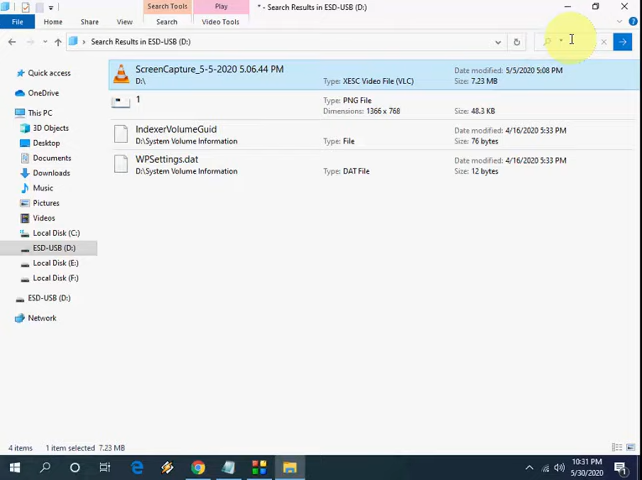 Search Tools Play * - Search Results in ESD-USB (D:)
File Home Share View Search Video Tools
Search Results in ESD-USB (D:) *
Quick access
OneDrive
This PC
3D Objects
Desktop
Documents
Downloads
Music
Pictures
Videos
Local Disk (C:)
ESD-USB (D:)
Local Disk (E:)
Local Disk (F:)
ESD-USB (D:)
Network
ScreenCapture_5-5-2020 5.06.44 PM Date modified: 5/5/2020 5:08 PM
D:\ Type: XESC Video File (VLC) Size: 7.23 MB
1 Type: PNG File
Dimensions: 1366 x 768 Size: 48.3 KB
IndexerVolumeGuid Date modified: 4/16/2020 5:33 PM
D:\System Volume Information Type: File Size: 76 bytes
WPSettings.dat Date modified: 4/16/2020 5:33 PM
D:\System Volume Information Type: DAT File Size: 12 bytes
4 items 1 item selected 7.23 MB
10:31 PM
5/30/2020
1